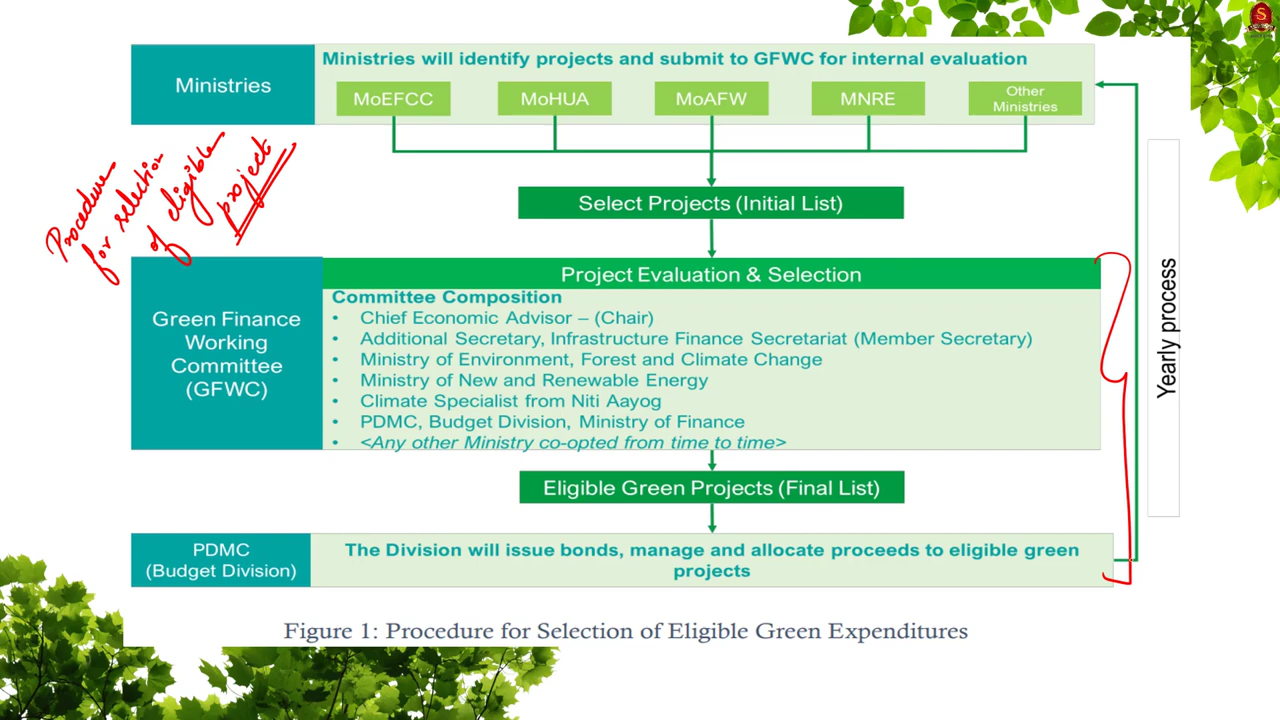 Ministries
Ministries will identify projects and submit to GFWC for internal evaluation
MoEFCC
MoHUA
MoAFW
MNRE
Other
Ministries
Procedure
for selection
of eligible
project
Select Projects (Initial List)
Yearly process
Green Finance
Working
Committee
(GFWC)
Project Evaluation & Selection
Committee Composition
• Chief Economic Advisor – (Chair)
• Additional Secretary, Infrastructure Finance Secretariat (Member Secretary)
• Ministry of Environment, Forest and Climate Change
• Ministry of New and Renewable Energy
• Climate Specialist from Niti Aayog
• PDMC, Budget Division, Ministry of Finance
• <Any other Ministry co-opted from time to time>
Eligible Green Projects (Final List)
PDMC
(Budget Division)
The Division will issue bonds, manage and allocate proceeds to eligible green
projects
Figure 1: Procedure for Selection of Eligible Green Expenditures